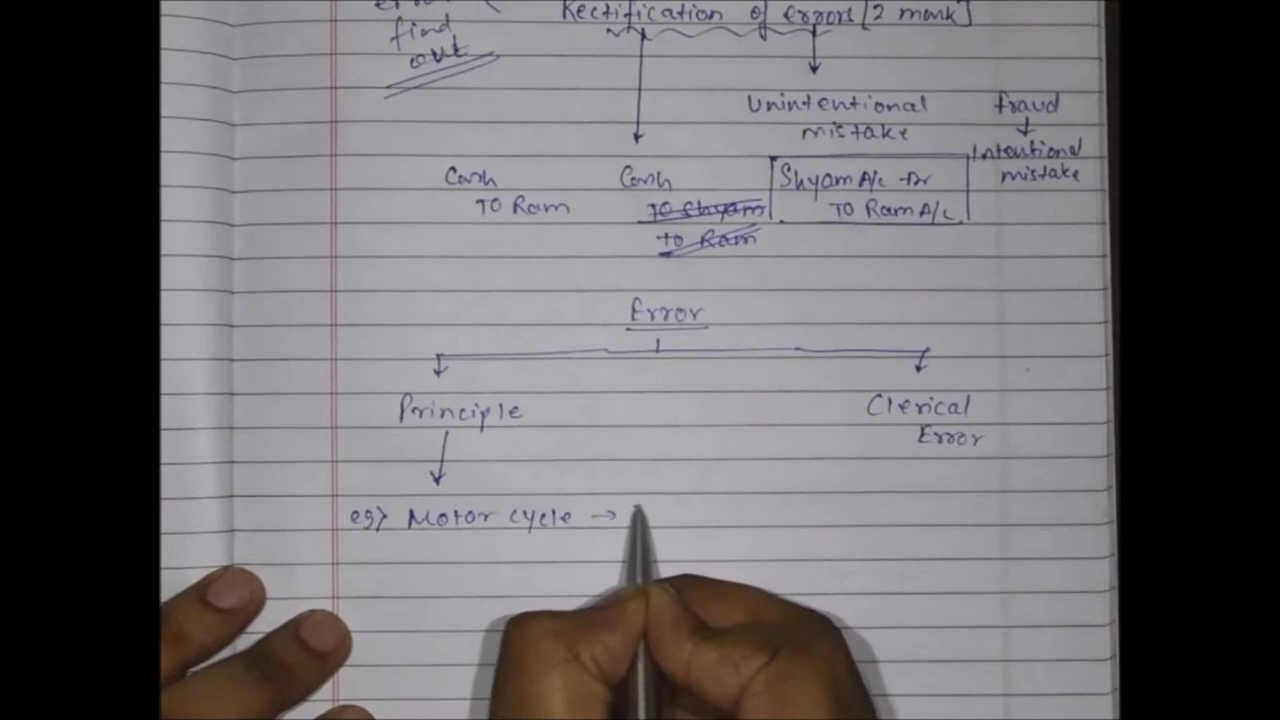 Rectification of errors [2 mark]
find
out
Unintentional
mistake
fraud
Intentional
mistake
Cash
TO Ram
Cash
TO Shyam
to Ram
Shyam A/c Dr
TO Ram A/c
Error
Principle
Clerical
Error
eg) Motor cycle →